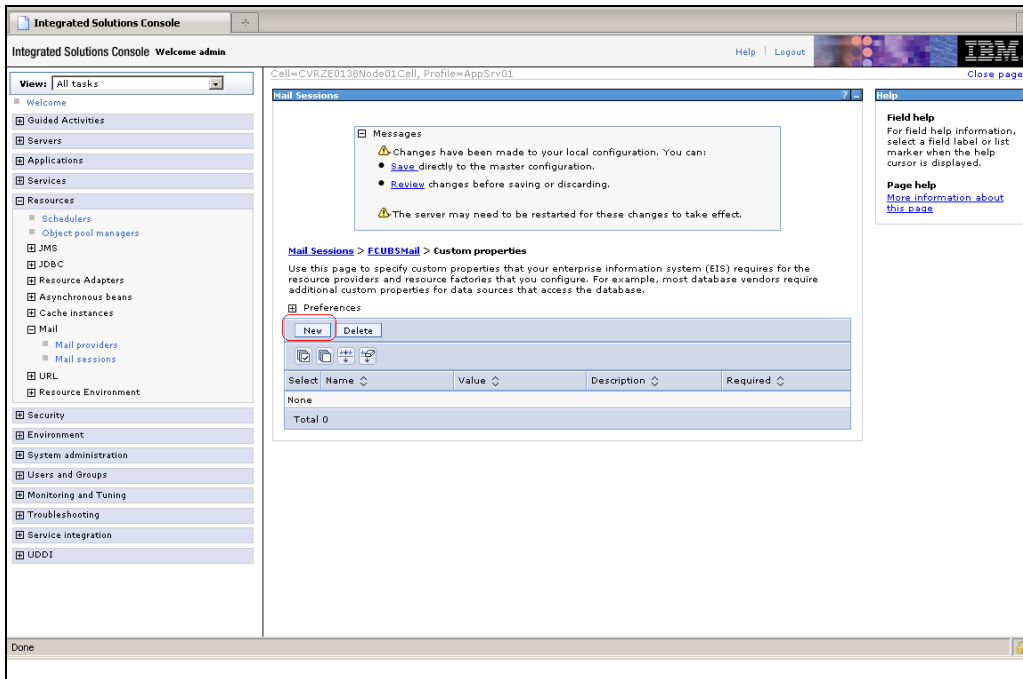 Integrated Solutions Console
Integrated Solutions Console Welcome admin
Help | Logout
IBM
View: All tasks
Welcome
Guided Activities
Servers
Applications
Services
Resources
Schedulers
Object pool managers
JMS
JDBC
Resource Adapters
Asynchronous beans
Cache instances
Mail
Mail providers
Mail sessions
URL
Resource Environment
Security
Environment
System administration
Users and Groups
Monitoring and Tuning
Troubleshooting
Service integration
UDDI
Cell=CVRZE0138Node01Cell, Profile=AppSrv01
Close page
Mail Sessions
Messages
Changes have been made to your local configuration. You can:
Save directly to the master configuration.
Review changes before saving or discarding.
The server may need to be restarted for these changes to take effect.
Mail Sessions > FCUBSMail > Custom properties
Use this page to specify custom properties that your enterprise information system (EIS) requires for the
resource providers and resource factories that you configure. For example, most database vendors require
additional custom properties for data sources that access the database.
Preferences
New Delete
Select Name Value Description Required
None
Total 0
Help
Field help
For field help information,
select a field label or list
marker when the help
cursor is displayed.
Page help
More information about
this page
Done